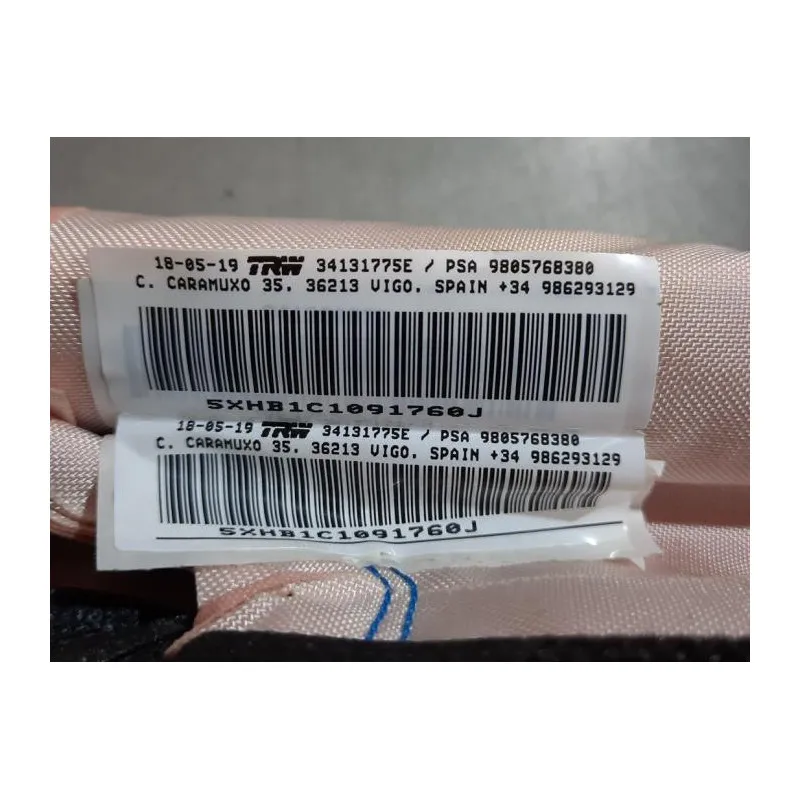 18-05-19 TRW 34131775E / PSA 9805768380
C. CARAMUXO 35. 36213 VIGO. SPAIN +34 986293129
5XHB1C1091760J
18-05-19 TRW 34131775E / PSA 9805768380
C. CARAMUXO 35. 36213 VIGO. SPAIN +34 986293129
5XHB1C1091760J